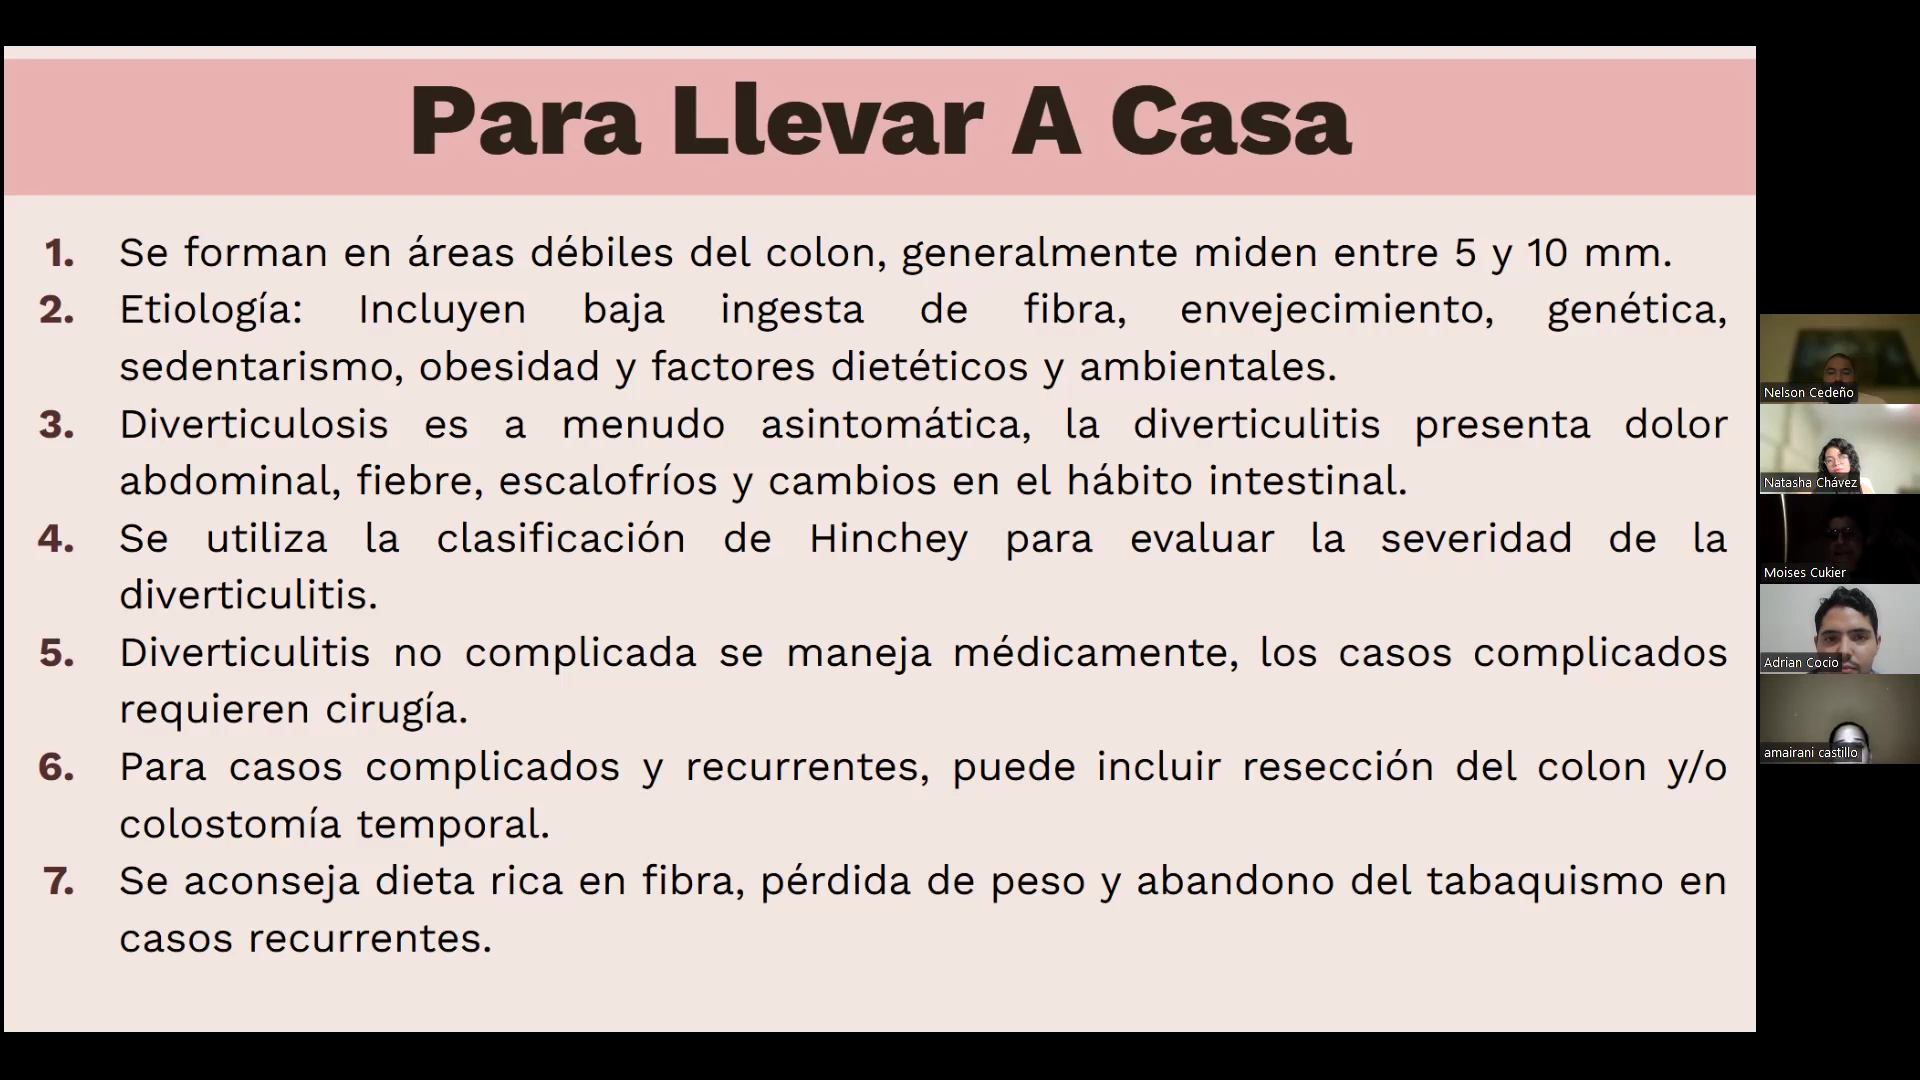 Para Llevar A Casa
1. Se forman en áreas débiles del colon, generalmente miden entre 5 y 10 mm.
2. Etiología: Incluyen baja ingesta de fibra, envejecimiento, genética,
sedentarismo, obesidad y factores dietéticos y ambientales.
3. Diverticulosis es a menudo asintomática, la diverticulitis presenta dolor
abdominal, fiebre, escalofríos y cambios en el hábito intestinal.
4. Se utiliza la clasificación de Hinchey para evaluar la severidad de la
diverticulitis.
5. Diverticulitis no complicada se maneja médicamente, los casos complicados
requieren cirugía.
6. Para casos complicados y recurrentes, puede incluir resección del colon y/o
colostomía temporal.
7. Se aconseja dieta rica en fibra, pérdida de peso y abandono del tabaquismo en
casos recurrentes.
Nelson Cedeño
Natasha Chávez
Moises Cukier
Adrian Cocio
amairani castillo